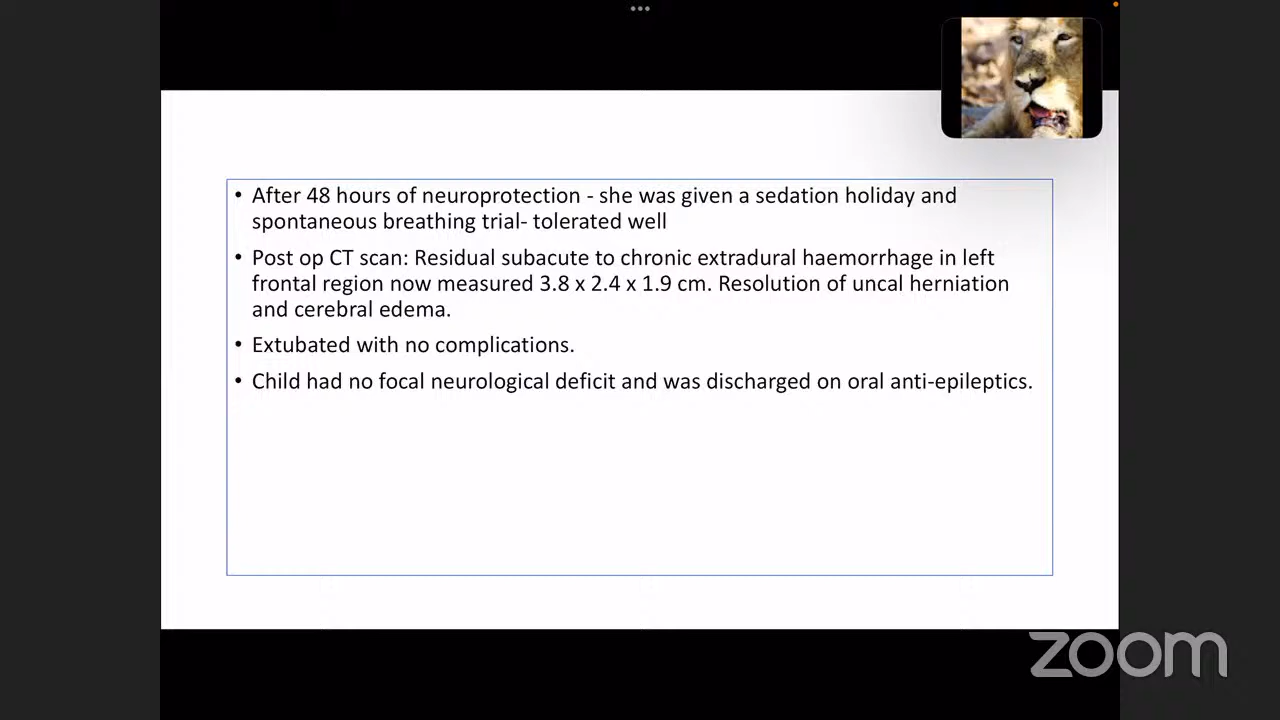 • After 48 hours of neuroprotection - she was given a sedation holiday and
spontaneous breathing trial- tolerated well
• Post op CT scan: Residual subacute to chronic extradural haemorrhage in left
frontal region now measured 3.8 x 2.4 x 1.9 cm. Resolution of uncal herniation
and cerebral edema.
• Extubated with no complications.
• Child had no focal neurological deficit and was discharged on oral anti-epileptics.
zoom